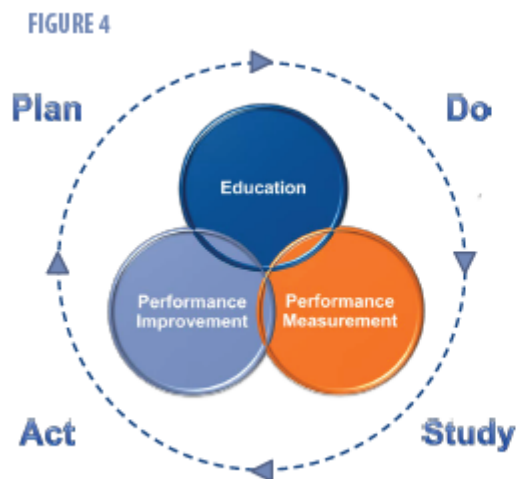 FIGURE 4
Plan
Do
Education
Performance
Improvement
Performance
Measurement
Act
Study